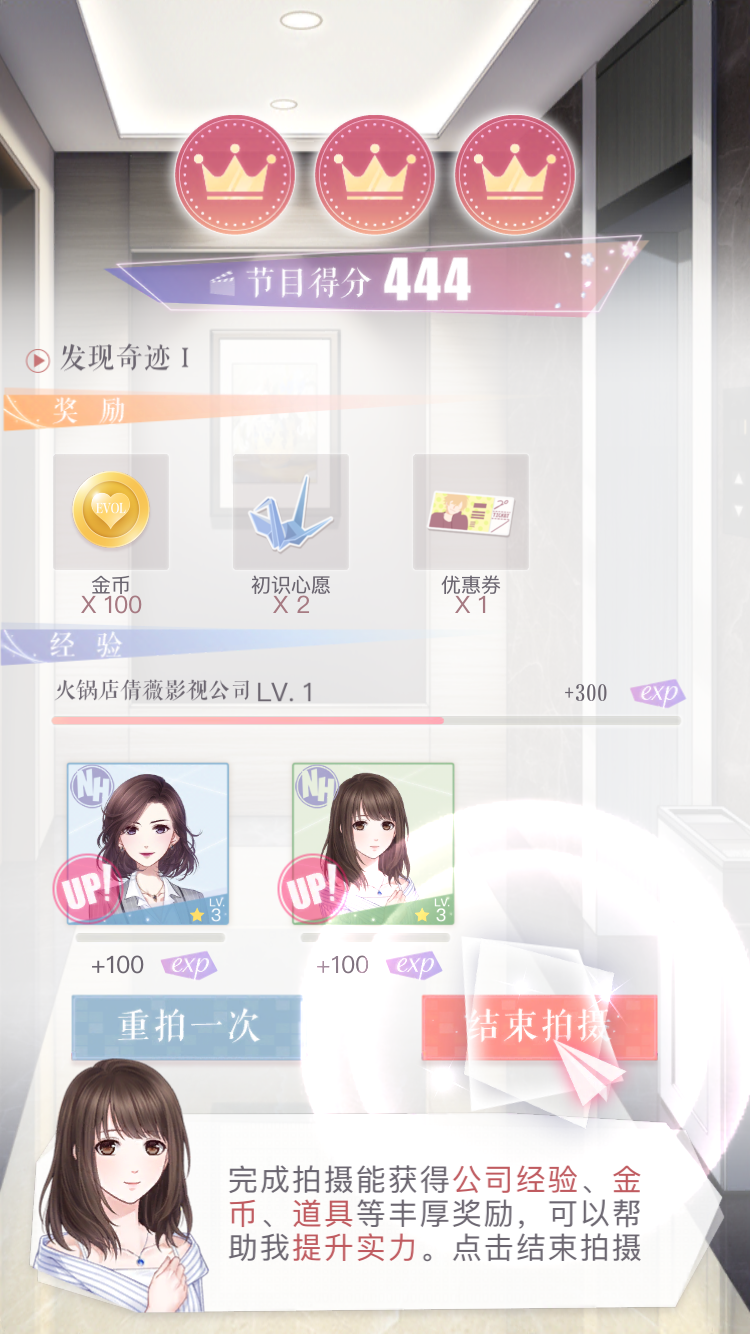 节目得分 444
发现奇迹 I
奖 励
EVOL
TICKET
金币 初识心愿 优惠券
X 100 X 2 X 1
经 验
火锅店倩薇影视公司 LV. 1 +300 exp
NH NH
UP! LV. 3 UP! LV. 3
+100 exp +100 exp
重拍一次 结束拍摄
完成拍摄能获得公司经验、金
币、道具等丰厚奖励，可以帮
助我提升实力。点击结束拍摄